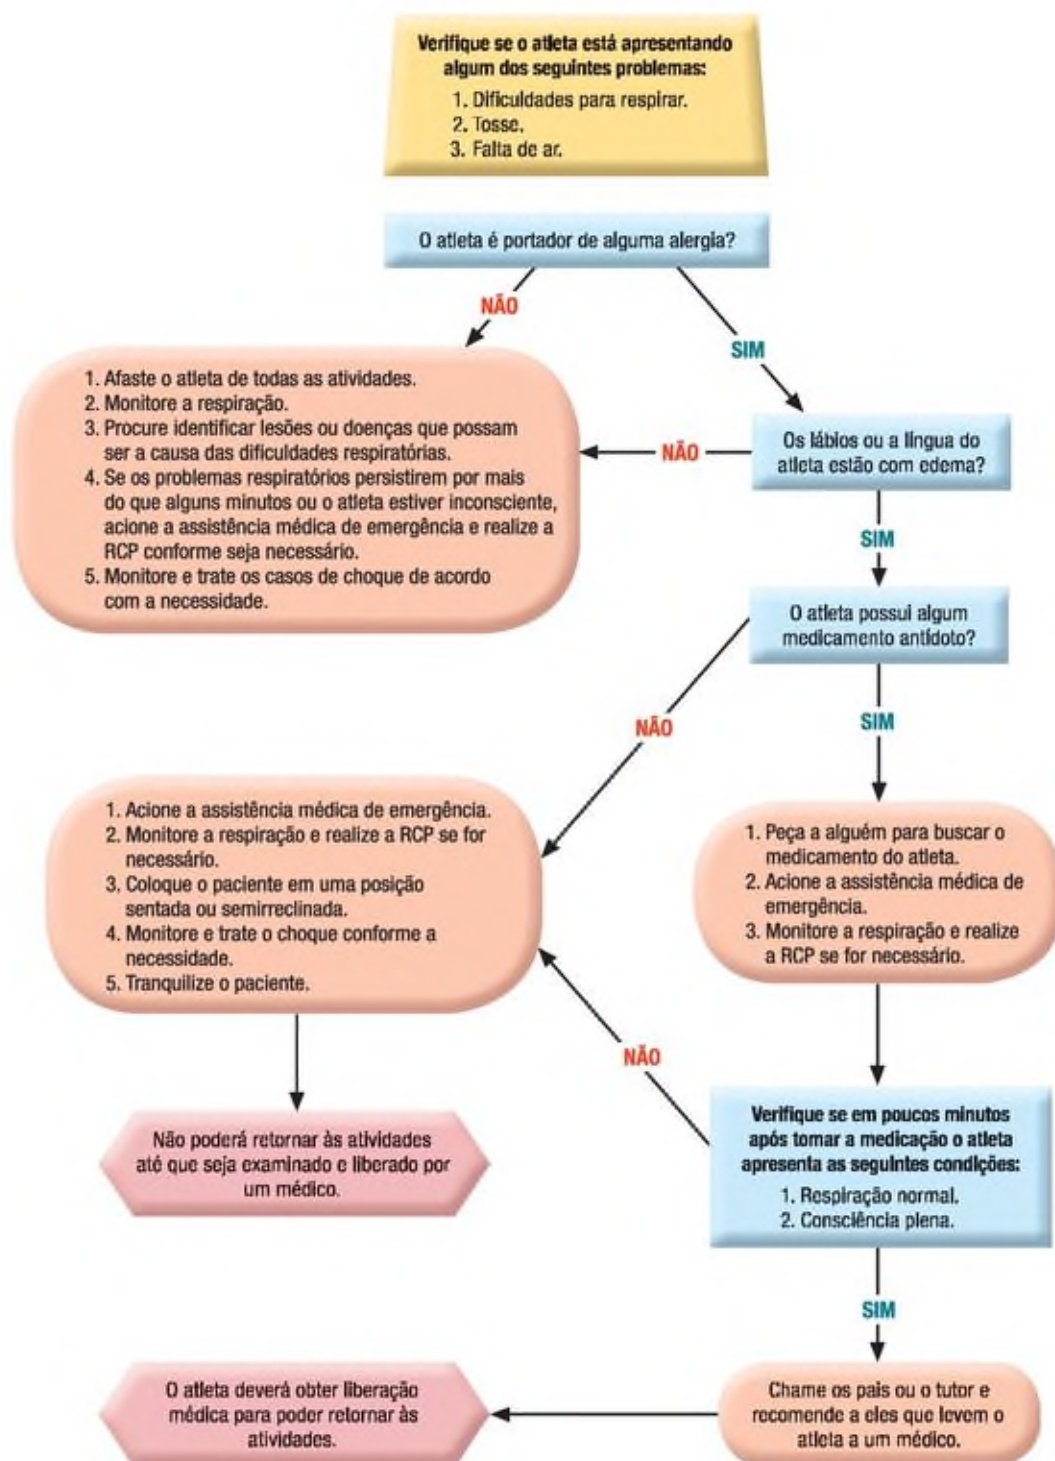 Verifique se o atleta está apresentando
algum dos seguintes problemas:
1. Dificuldades para respirar.
2. Tosse.
3. Falta de ar.
O atleta é portador de alguma alergia?
NÃO
SIM
1. Afaste o atleta de todas as atividades.
2. Monitore a respiração.
3. Procure identificar lesões ou doenças que possam
ser a causa das dificuldades respiratórias.
4. Se os problemas respiratórios persistirem por mais
do que alguns minutos ou o atleta estiver inconsciente,
acione a assistência médica de emergência e realize a
RCP conforme seja necessário.
5. Monitore e trate os casos de choque de acordo
com a necessidade.
NÃO
Os lábios ou a língua do
atleta estão com edema?
SIM
O atleta possui algum
medicamento antídoto?
NÃO
SIM
1. Acione a assistência médica de emergência.
2. Monitore a respiração e realize a RCP se for
necessário.
3. Coloque o paciente em uma posição
sentada ou semirreclinada.
4. Monitore e trate o choque conforme a
necessidade.
5. Tranquilize o paciente.
1. Peça a alguém para buscar o
medicamento do atleta.
2. Acione a assistência médica de
emergência.
3. Monitore a respiração e realize
a RCP se for necessário.
NÃO
Não poderá retornar às atividades
até que seja examinado e liberado por
um médico.
Verifique se em poucos minutos
após tomar a medicação o atleta
apresenta as seguintes condições:
1. Respiração normal.
2. Consciência plena.
SIM
O atleta deverá obter liberação
médica para poder retornar às
atividades.
Chame os pais ou o tutor e
recomende a eles que levem o
atleta a um médico.